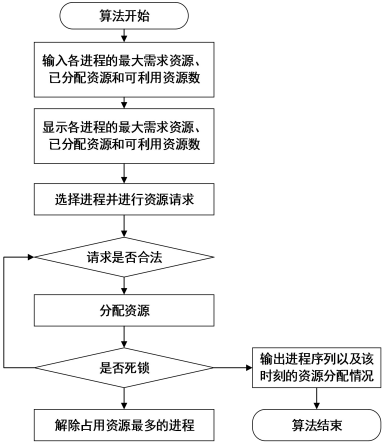 算法开始
输入各进程的最大需求资源、
已分配资源和可利用资源数
显示各进程的最大需求资源、
已分配资源和可利用资源数
选择进程并进行资源请求
请求是否合法
分配资源
是否死锁
输出进程序列以及该
时刻的资源分配情况
解除占用资源最多的进程
算法结束